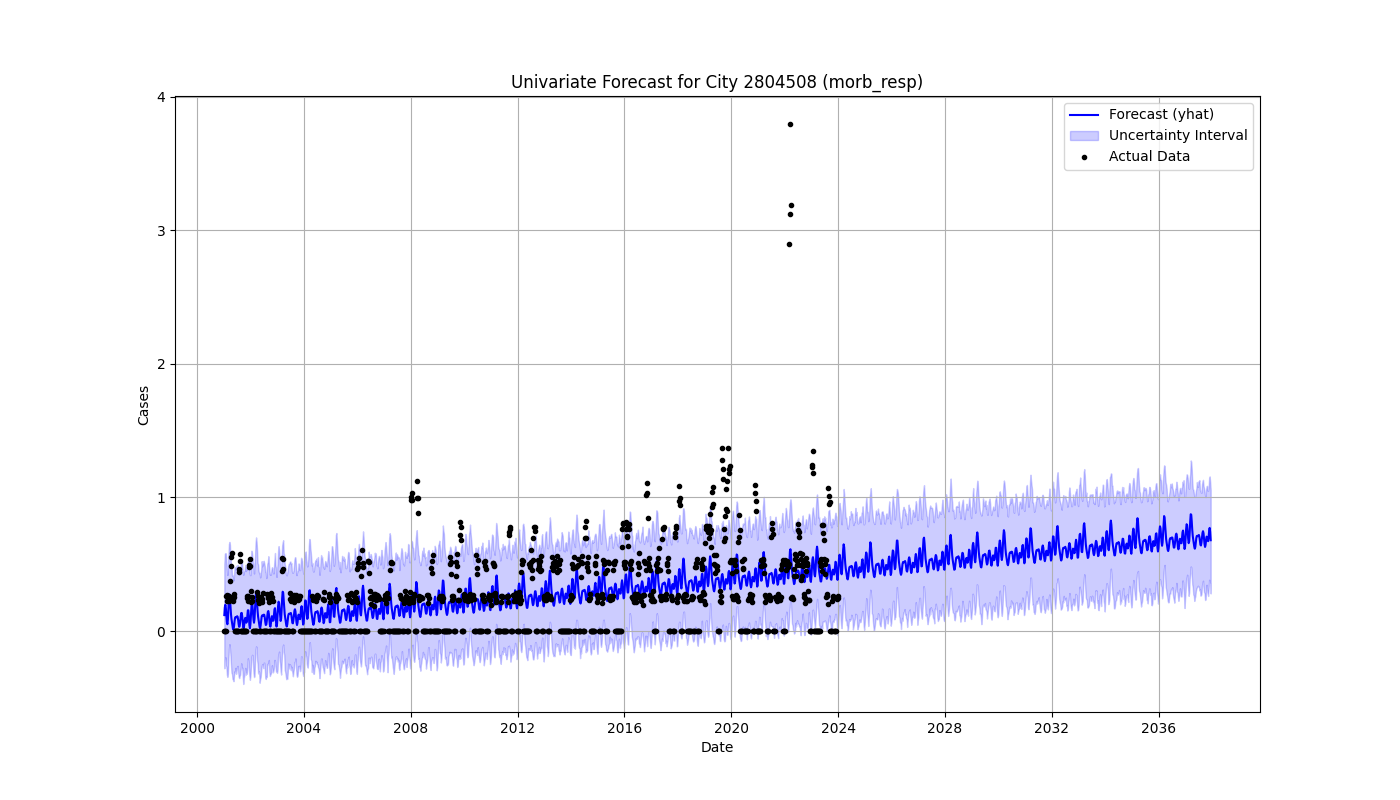 Univariate Forecast for City 2804508 (morb_resp)
Forecast (yhat)
Uncertainty Interval
Actual Data
Cases
4
3
2
1
0
2000 2004 2008 2012 2016 2020 2024 2028 2032 2036
Date